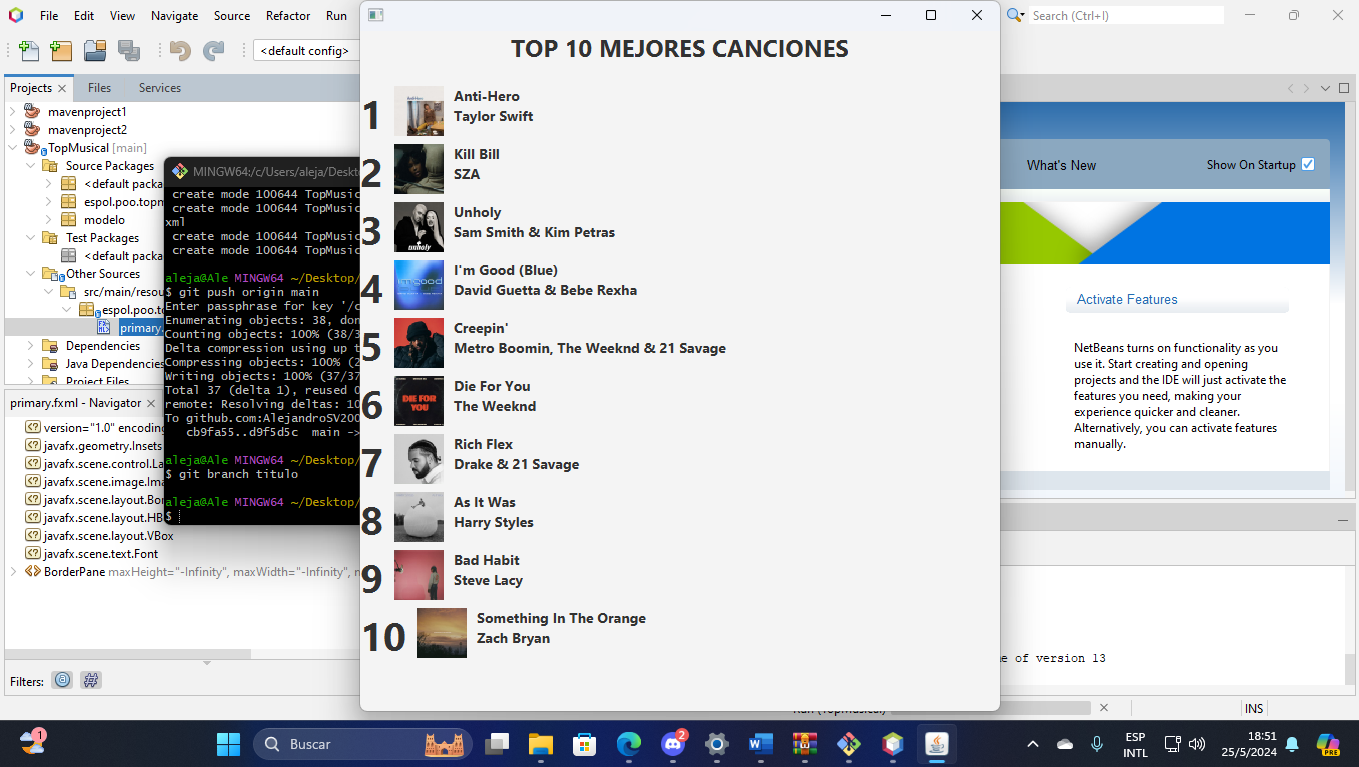 File Edit View Navigate Source Refactor Run
Search (Ctrl+I)
<default config>
Projects Files Services
mavenproject1
mavenproject2
TopMusical [main]
Source Packages
<default packa
espol.poo.topm
modelo
Test Packages
<default packa
Other Sources
src/main/resou
espol.poo.to
primary.
Dependencies
Java Dependencies
Project Files
primary.fxml - Navigator
version="1.0" encoding
javafx.geometry.Insets
javafx.scene.control.La
javafx.scene.image.Ima
javafx.scene.layout.Bor
javafx.scene.layout.HB
javafx.scene.layout.VBox
javafx.scene.text.Font
BorderPane maxHeight="-Infinity", maxWidth="-Infinity", n
Filters:
MINGW64:/c/Users/aleja/Deskto
create mode 100644 TopMusic
create mode 100644 TopMusic
xml
create mode 100644 TopMusic
create mode 100644 TopMusic
aleja@Ale MINGW64 ~/Desktop/
$ git push origin main
Enter passphrase for key '/c
Enumerating objects: 38, don
Counting objects: 100% (38/3
Delta compression using up t
Compressing objects: 100% (2
Writing objects: 100% (37/37
Total 37 (delta 1), reused 0
remote: Resolving deltas: 10
To github.com:AlejandroSV200
cb9fa55..d9f5d5c main ->
aleja@Ale MINGW64 ~/Desktop/
$ git branch titulo
aleja@Ale MINGW64 ~/Desktop/
$
TOP 10 MEJORES CANCIONES
1
Anti-Hero
Taylor Swift
2
Kill Bill
SZA
3
unholy
Unholy
Sam Smith & Kim Petras
4
i'm good
I'm Good (Blue)
David Guetta & Bebe Rexha
5
Creepin'
Metro Boomin, The Weeknd & 21 Savage
6
DIE FOR
YOU
Die For You
The Weeknd
7
Rich Flex
Drake & 21 Savage
8
As It Was
Harry Styles
9
Bad Habit
Steve Lacy
10
Something In The Orange
Zach Bryan
What's New
Show On Startup
Activate Features
NetBeans turns on functionality as you
use it. Start creating and opening
projects and the IDE will just activate the
features you need, making your
experience quicker and cleaner.
Alternatively, you can activate features
manually.
e of version 13
Run (TopMusical)
INS
1
Buscar
2
ESP
INTL
18:51
25/5/2024
PRE